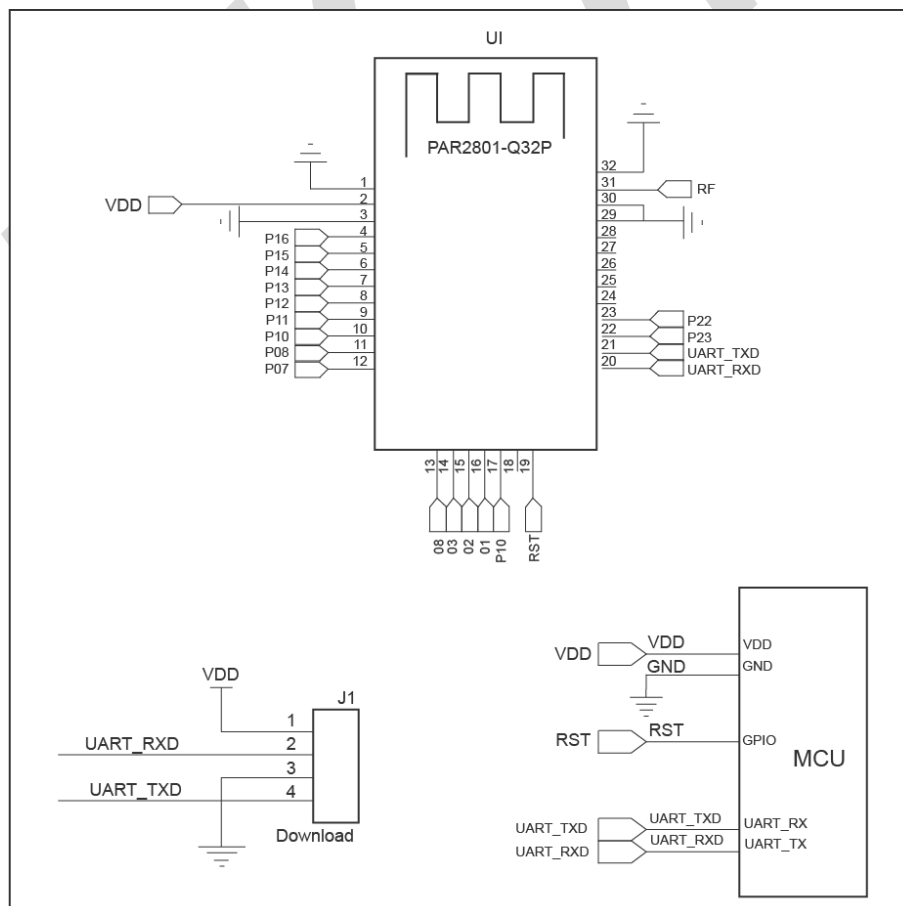 UI
PAR2801-Q32P
VDD
1
2
3
P16 4
P15 5
P14 6
P13 7
P12 8
P11 9
P10 10
P08 11
P07 12
32
31 RF
30
29
28
27
26
25
24
23 P22
22 P23
21 UART_TXD
20 UART_RXD
13 14 15 16 17 18 19
08 03 02 01 P10 RST
VDD
J1
1
UART_RXD 2
3
UART_TXD 4
Download
VDD VDD VDD
GND GND
RST RST GPIO
MCU
UART_TXD UART_TXD UART_RX
UART_RXD UART_RXD UART_TX